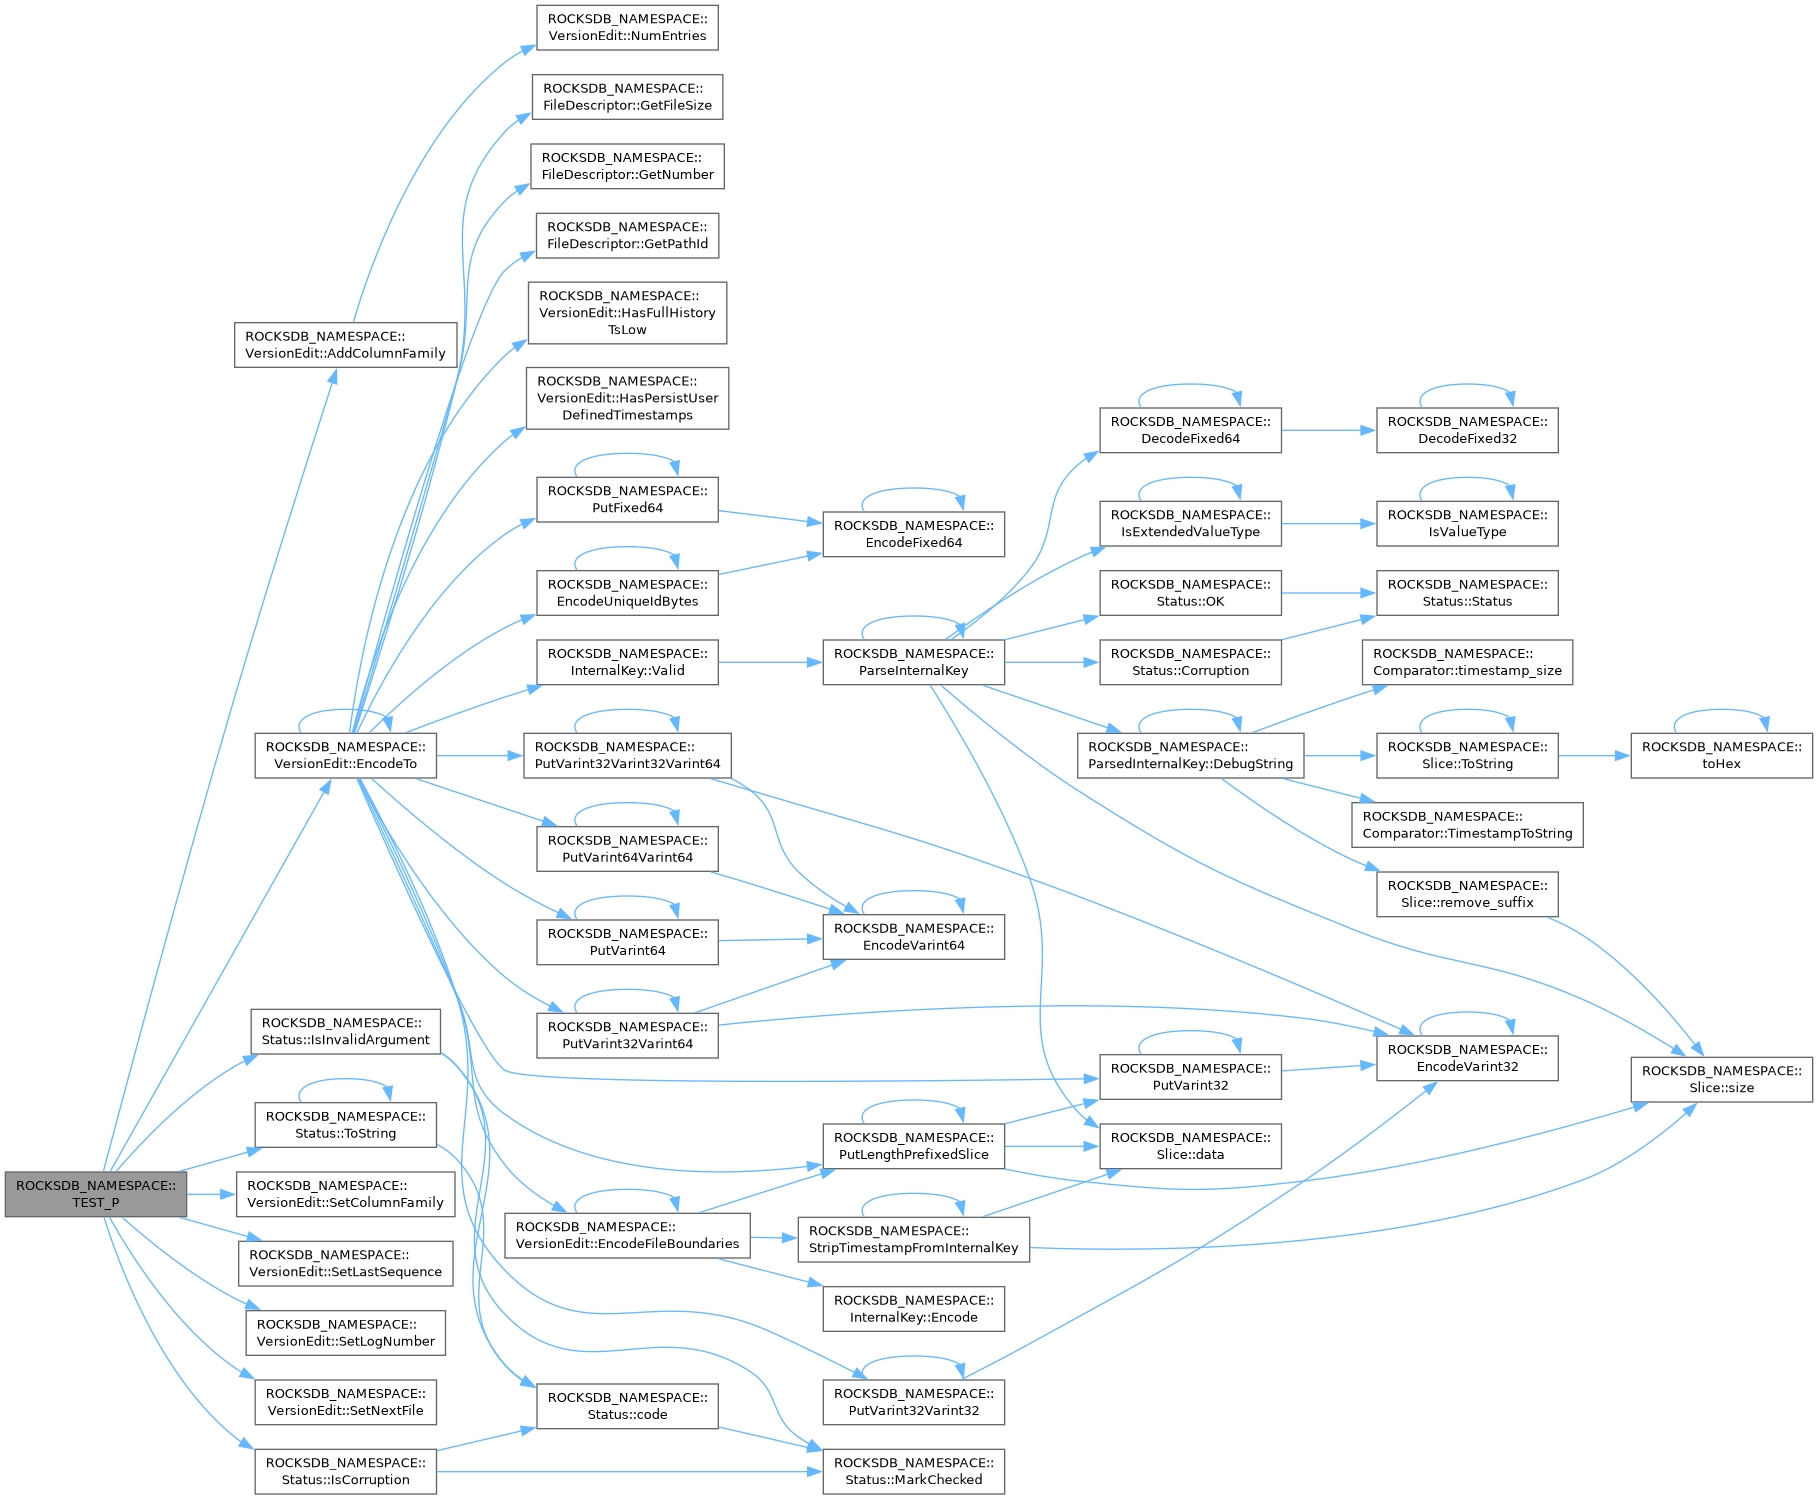 ROCKSDB_NAMESPACE::
TEST_P
ROCKSDB_NAMESPACE::
VersionEdit::AddColumnFamily
ROCKSDB_NAMESPACE::
VersionEdit::EncodeTo
ROCKSDB_NAMESPACE::
Status::IsInvalidArgument
ROCKSDB_NAMESPACE::
Status::ToString
ROCKSDB_NAMESPACE::
VersionEdit::SetColumnFamily
ROCKSDB_NAMESPACE::
VersionEdit::SetLastSequence
ROCKSDB_NAMESPACE::
VersionEdit::SetLogNumber
ROCKSDB_NAMESPACE::
VersionEdit::SetNextFile
ROCKSDB_NAMESPACE::
Status::IsCorruption
ROCKSDB_NAMESPACE::
VersionEdit::NumEntries
ROCKSDB_NAMESPACE::
FileDescriptor::GetFileSize
ROCKSDB_NAMESPACE::
FileDescriptor::GetNumber
ROCKSDB_NAMESPACE::
FileDescriptor::GetPathId
ROCKSDB_NAMESPACE::
VersionEdit::HasFullHistory
TsLow
ROCKSDB_NAMESPACE::
VersionEdit::HasPersistUser
DefinedTimestamps
ROCKSDB_NAMESPACE::
PutFixed64
ROCKSDB_NAMESPACE::
EncodeUniqueIdBytes
ROCKSDB_NAMESPACE::
InternalKey::Valid
ROCKSDB_NAMESPACE::
PutVarint32Varint32Varint64
ROCKSDB_NAMESPACE::
PutVarint64Varint64
ROCKSDB_NAMESPACE::
PutVarint64
ROCKSDB_NAMESPACE::
PutVarint32Varint64
ROCKSDB_NAMESPACE::
VersionEdit::EncodeFileBoundaries
ROCKSDB_NAMESPACE::
Status::code
ROCKSDB_NAMESPACE::
EncodeFixed64
ROCKSDB_NAMESPACE::
ParseInternalKey
ROCKSDB_NAMESPACE::
EncodeVarint64
ROCKSDB_NAMESPACE::
PutLengthPrefixedSlice
ROCKSDB_NAMESPACE::
StripTimestampFromInternalKey
ROCKSDB_NAMESPACE::
InternalKey::Encode
ROCKSDB_NAMESPACE::
PutVarint32Varint32
ROCKSDB_NAMESPACE::
Status::MarkChecked
ROCKSDB_NAMESPACE::
DecodeFixed64
ROCKSDB_NAMESPACE::
IsExtendedValueType
ROCKSDB_NAMESPACE::
Status::OK
ROCKSDB_NAMESPACE::
Status::Corruption
ROCKSDB_NAMESPACE::
ParsedInternalKey::DebugString
ROCKSDB_NAMESPACE::
PutVarint32
ROCKSDB_NAMESPACE::
Slice::data
ROCKSDB_NAMESPACE::
DecodeFixed32
ROCKSDB_NAMESPACE::
IsValueType
ROCKSDB_NAMESPACE::
Status::Status
ROCKSDB_NAMESPACE::
Comparator::timestamp_size
ROCKSDB_NAMESPACE::
Slice::ToString
ROCKSDB_NAMESPACE::
Comparator::TimestampToString
ROCKSDB_NAMESPACE::
Slice::remove_suffix
ROCKSDB_NAMESPACE::
EncodeVarint32
ROCKSDB_NAMESPACE::
toHex
ROCKSDB_NAMESPACE::
Slice::size